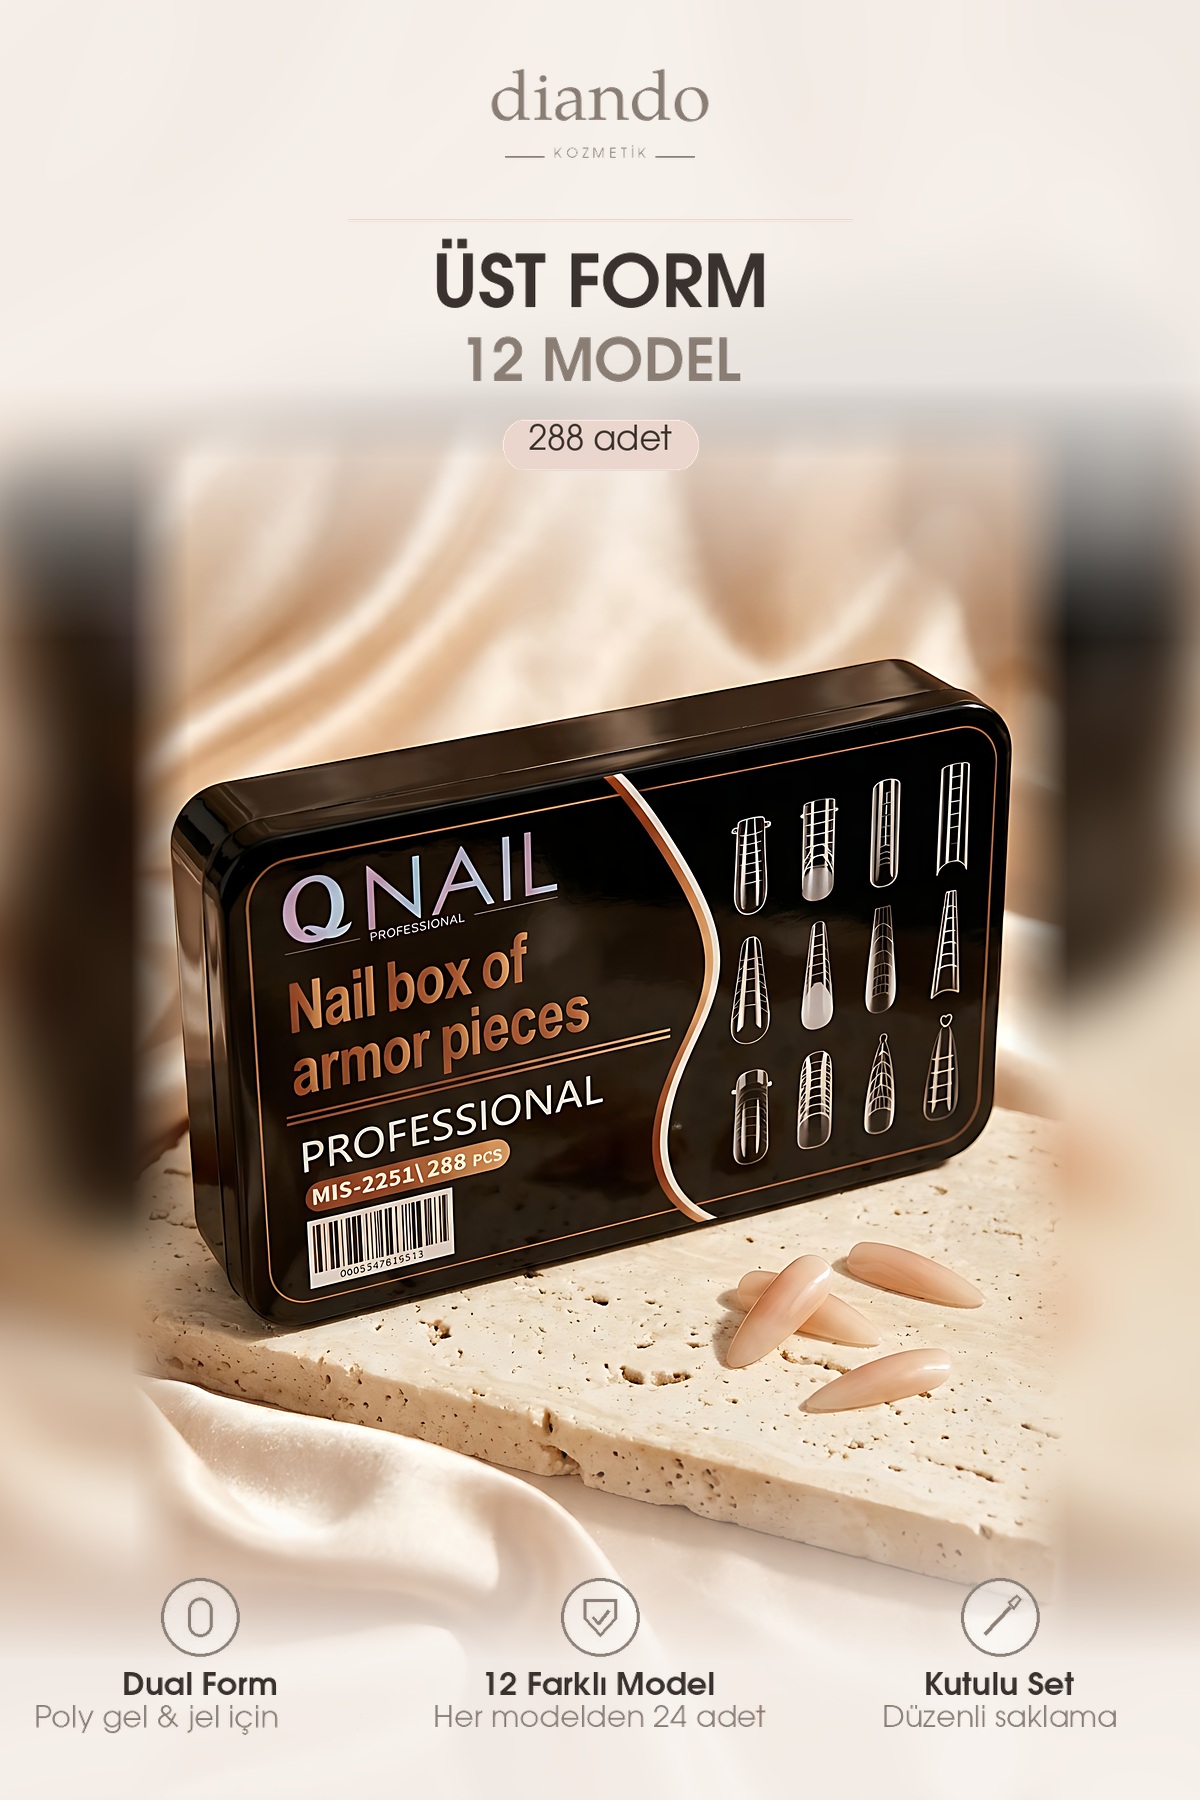 diando
KOZMETİK
ÜST FORM
12 MODEL
288 adet
QNAIL
PROFESSIONAL
Nail box of
armor pieces
PROFESSIONAL
MIS-2251\ 288 PCS
0005547615513
Dual Form
Poly gel & jel için
12 Farklı Model
Her modelden 24 adet
Kutulu Set
Düzenli saklama